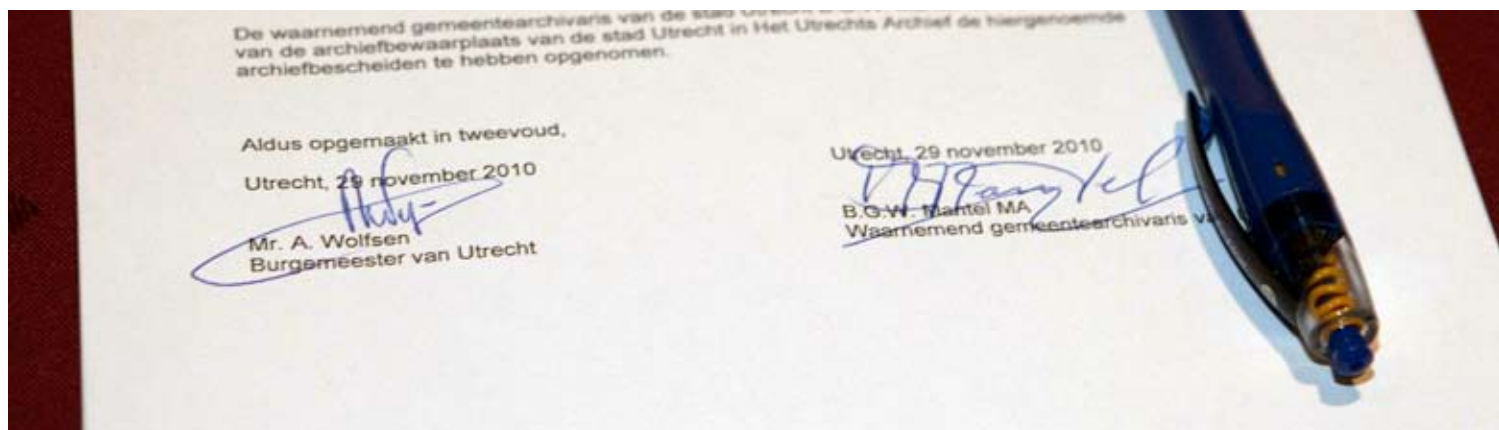 De waarnemend gemeentearchivaris van de stad Utrecht
van de archiefbewaarplaats van de stad Utrecht in Het Utrechts Archief de hiergenoemde
archiefbescheiden te hebben opgenomen.
Aldus opgemaakt in tweevoud,
Utrecht, 29 november 2010
Mr. A. Wolfsen
Burgemeester van Utrecht
Utrecht, 29 november 2010
B.G.W. Mantel MA
Waarnemend gemeentearchivaris va